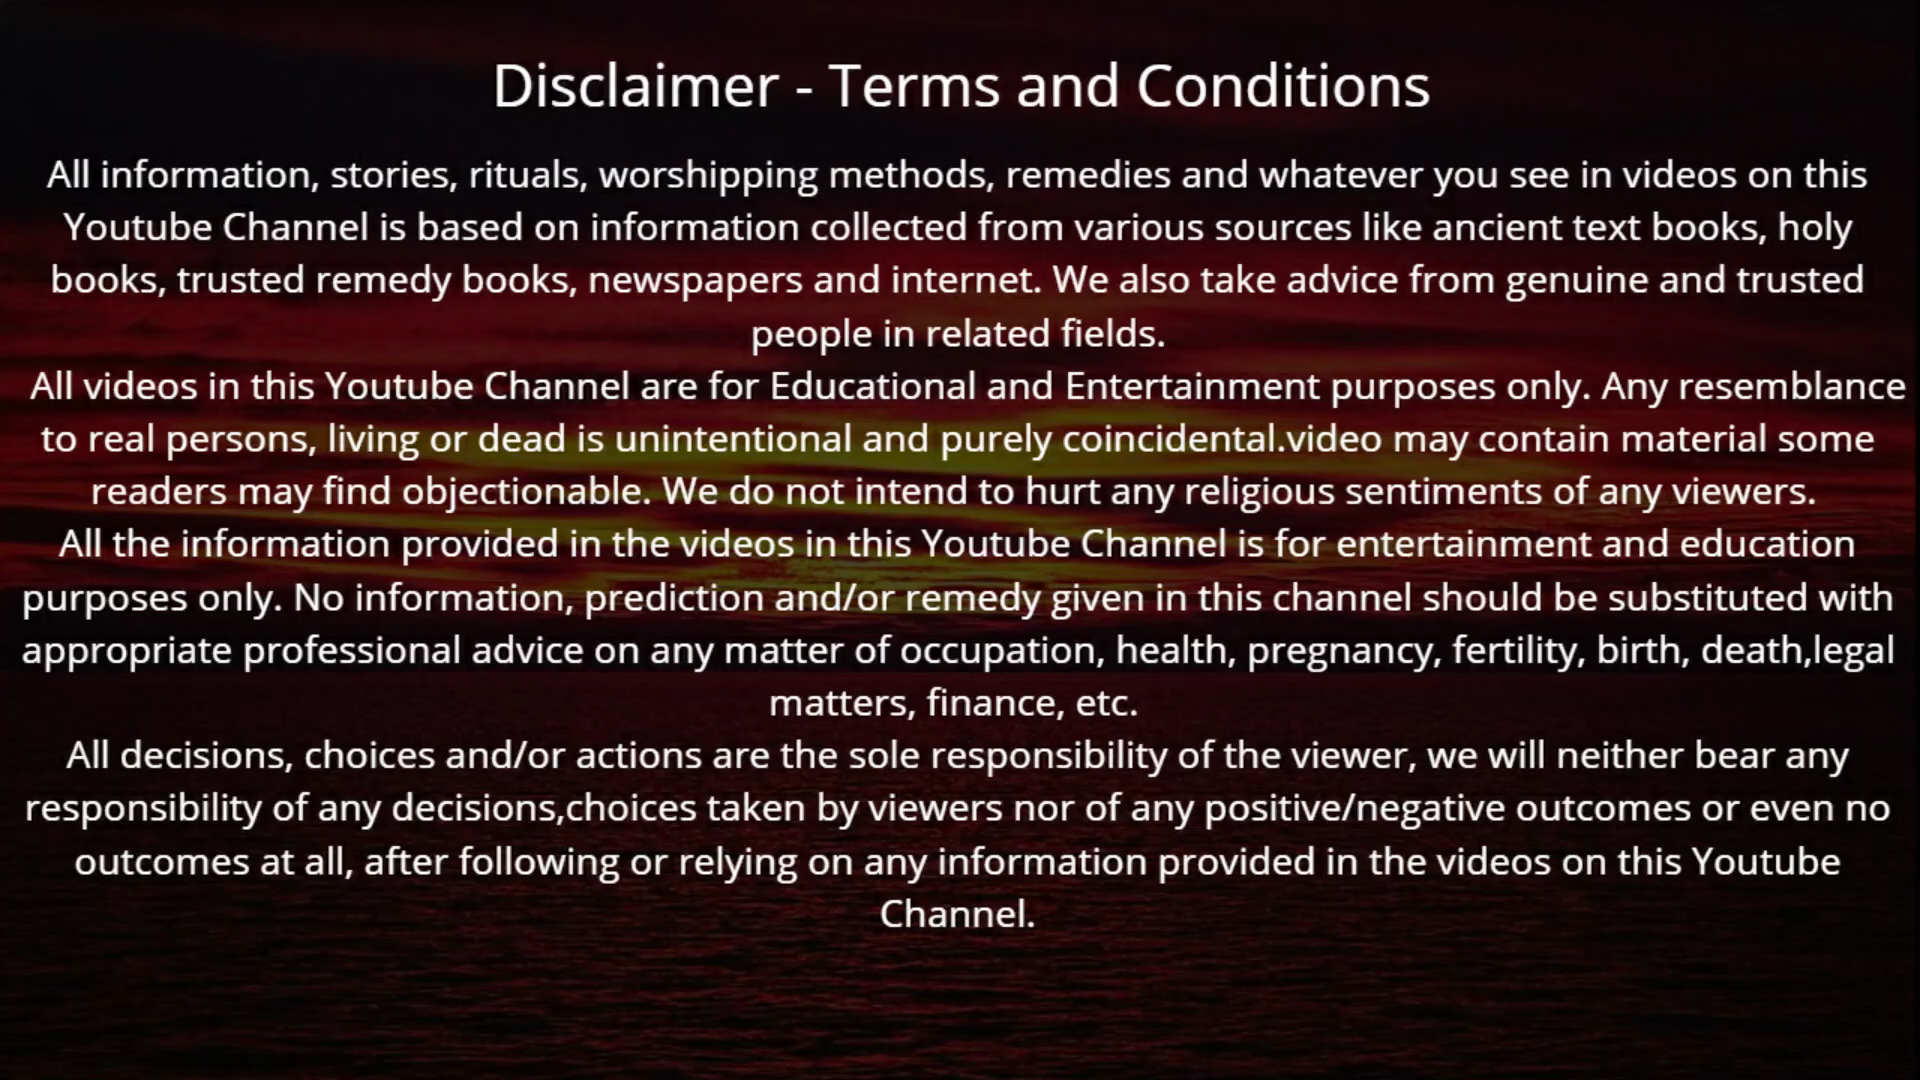 Disclaimer - Terms and Conditions
All information, stories, rituals, worshipping methods, remedies and whatever you see in videos on this
Youtube Channel is based on information collected from various sources like ancient text books, holy
books, trusted remedy books, newspapers and internet. We also take advice from genuine and trusted
people in related fields.
All videos in this Youtube Channel are for Educational and Entertainment purposes only. Any resemblance
to real persons, living or dead is unintentional and purely coincidental.video may contain material some
readers may find objectionable. We do not intend to hurt any religious sentiments of any viewers.
All the information provided in the videos in this Youtube Channel is for entertainment and education
purposes only. No information, prediction and/or remedy given in this channel should be substituted with
appropriate professional advice on any matter of occupation, health, pregnancy, fertility, birth, death,legal
matters, finance, etc.
All decisions, choices and/or actions are the sole responsibility of the viewer, we will neither bear any
responsibility of any decisions,choices taken by viewers nor of any positive/negative outcomes or even no
outcomes at all, after following or relying on any information provided in the videos on this Youtube
Channel.